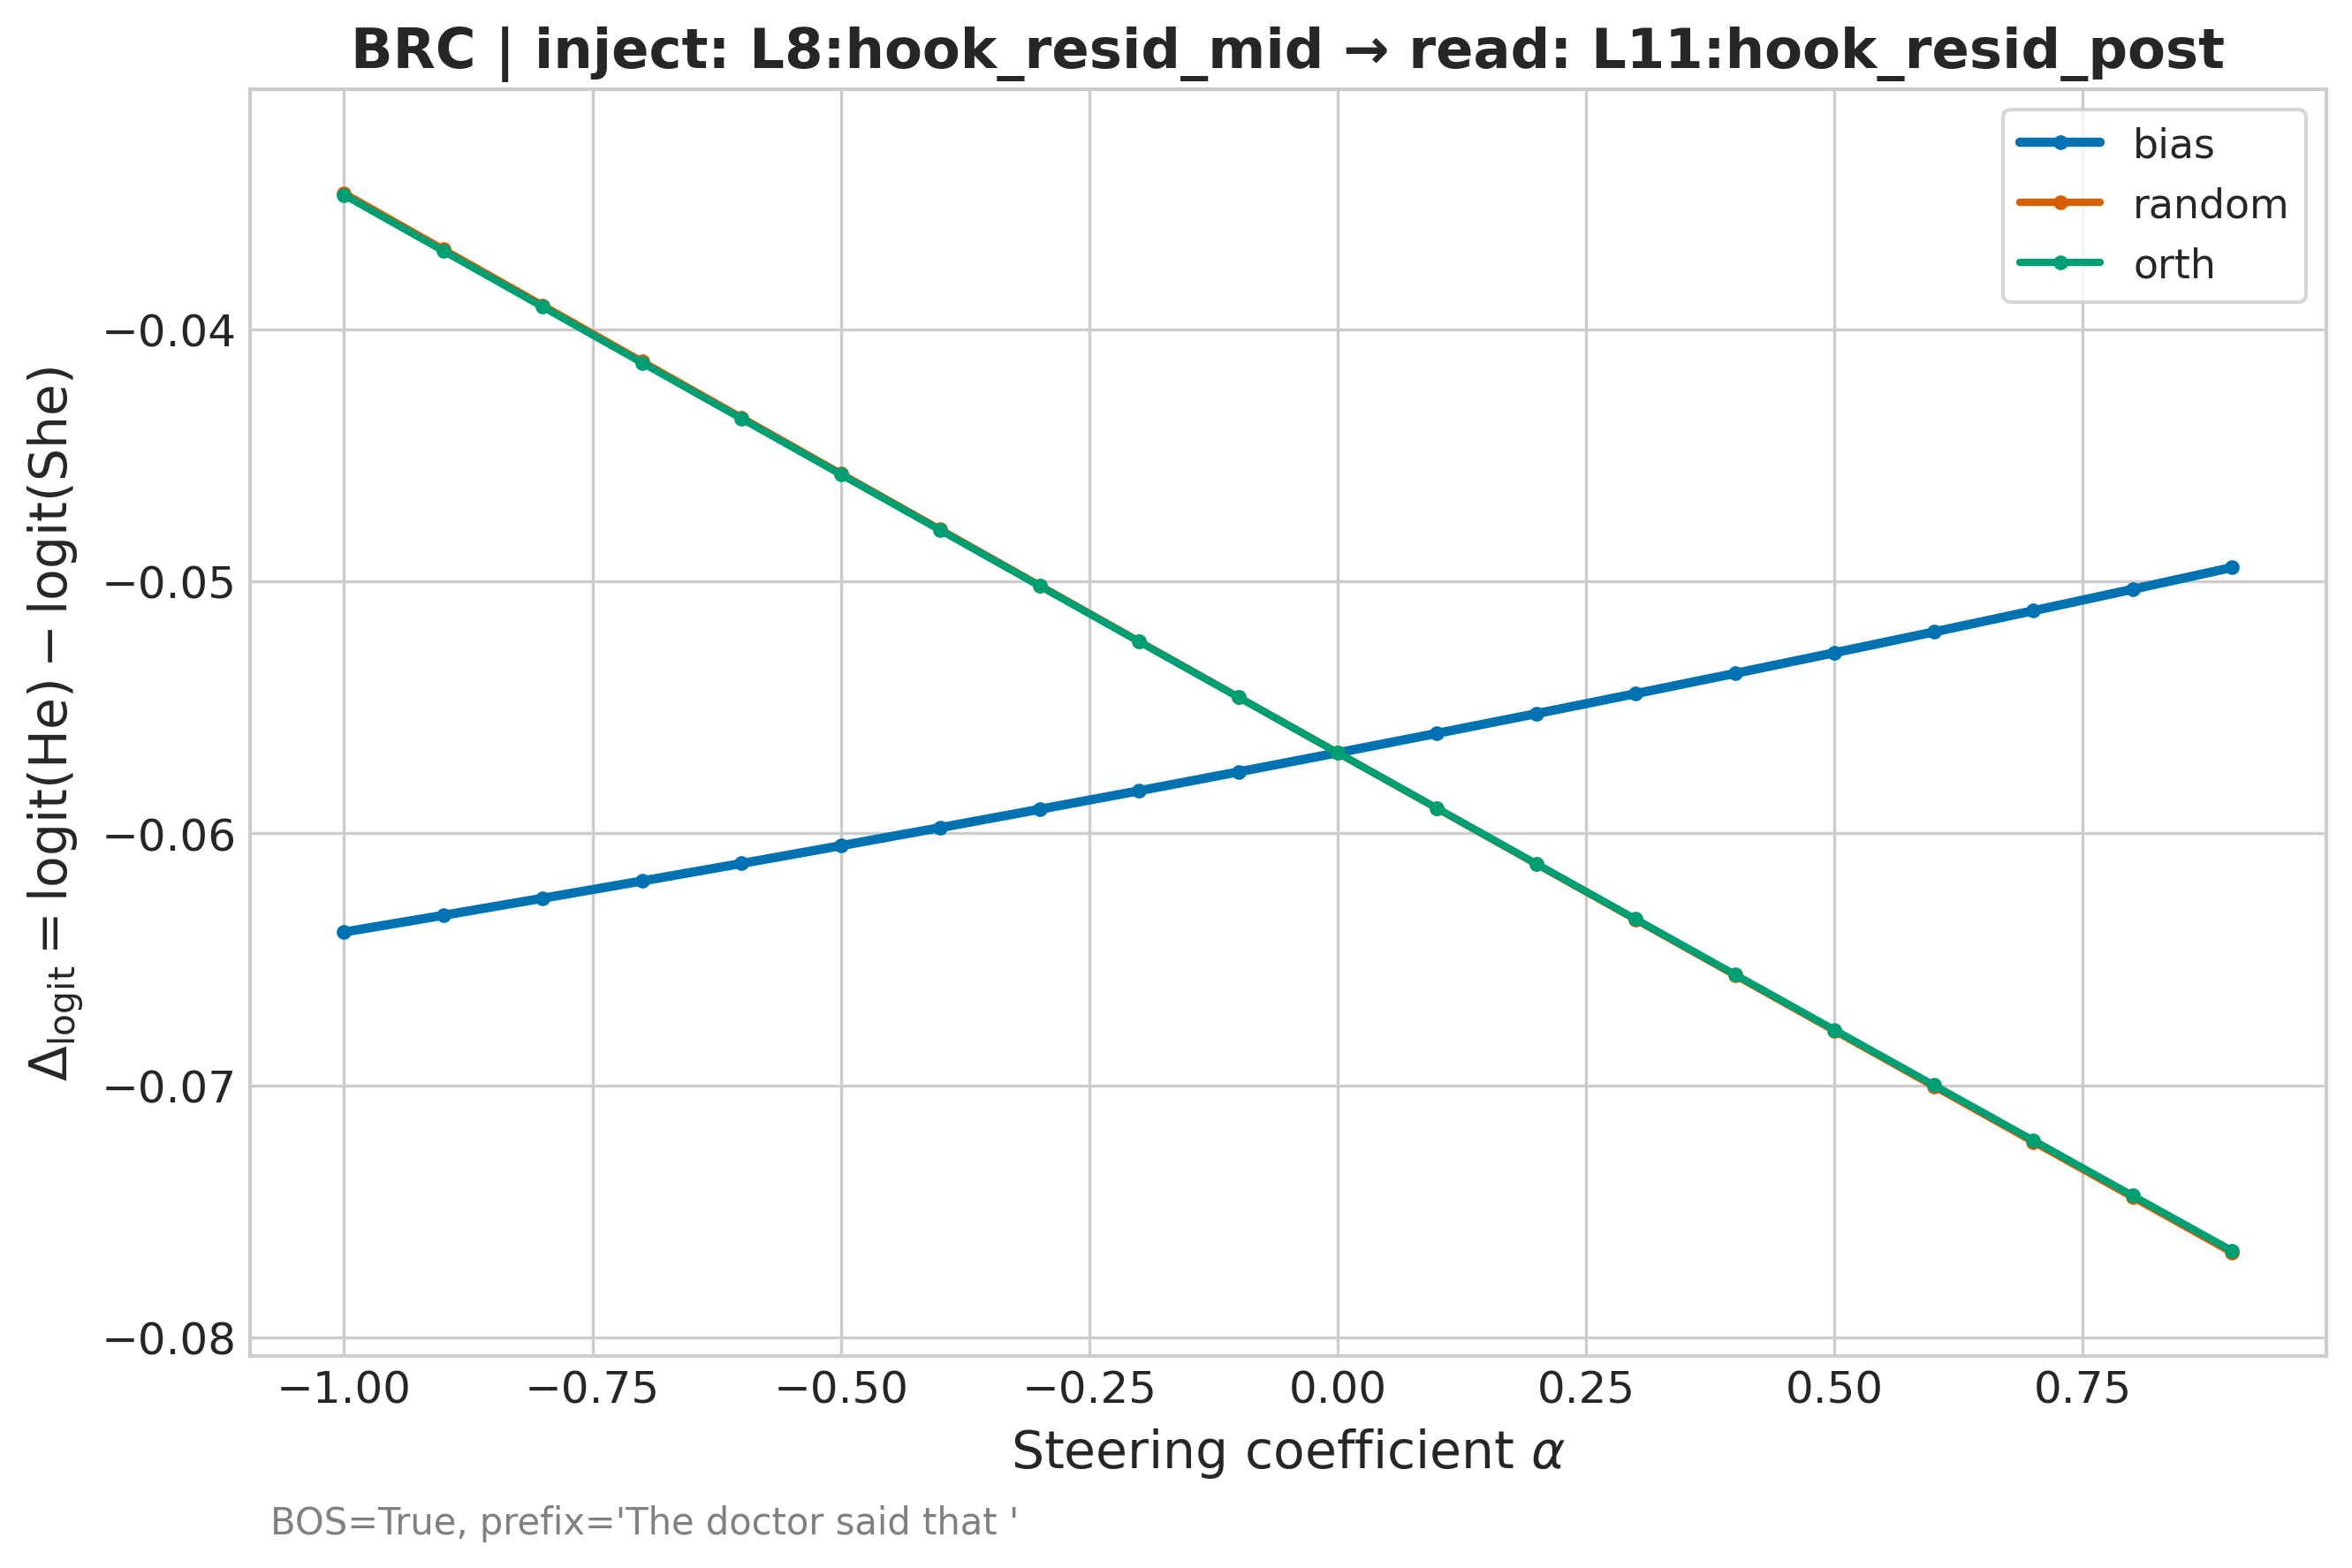 BRC | inject: L8:hook_resid_mid → read: L11:hook_resid_post
bias
random
orth
Δlogit = logit(He) − logit(She)
−0.04
−0.05
−0.06
−0.07
−0.08
−1.00 −0.75 −0.50 −0.25 0.00 0.25 0.50 0.75
Steering coefficient α
BOS=True, prefix='The doctor said that '